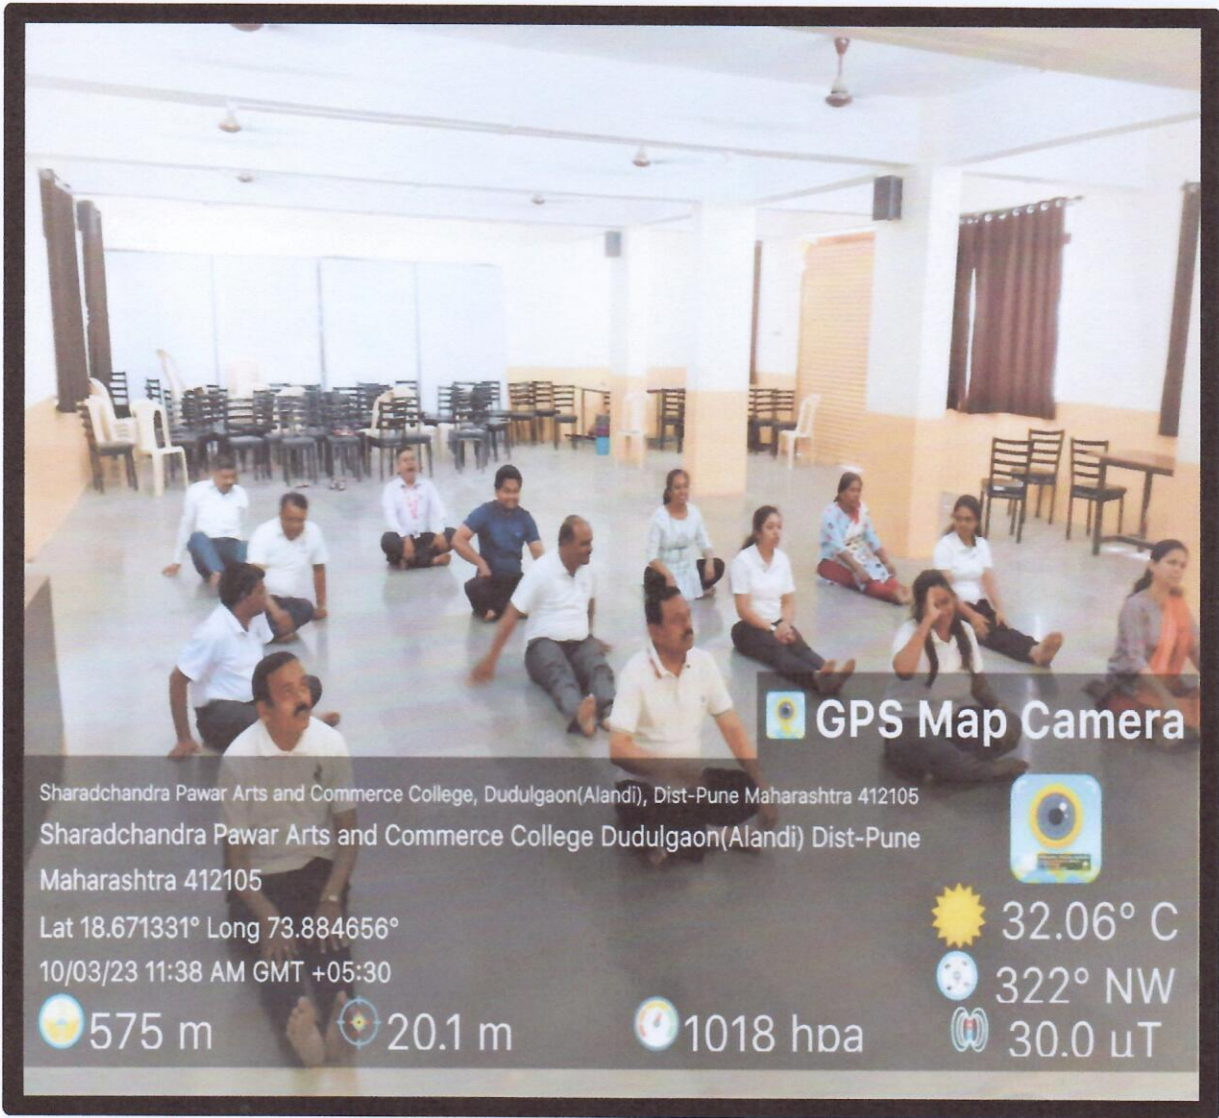 GPS Map Camera
Sharadchandra Pawar Arts and Commerce College, Dudulgaon(Alandi), Dist-Pune Maharashtra 412105
Sharadchandra Pawar Arts and Commerce College Dudulgaon(Alandi) Dist-Pune
Maharashtra 412105
Lat 18.671331° Long 73.884656°
10/03/23 11:38 AM GMT +05:30
32.06° C
322° NW
575 m
20.1 m
1018 hpa
30.0 µT